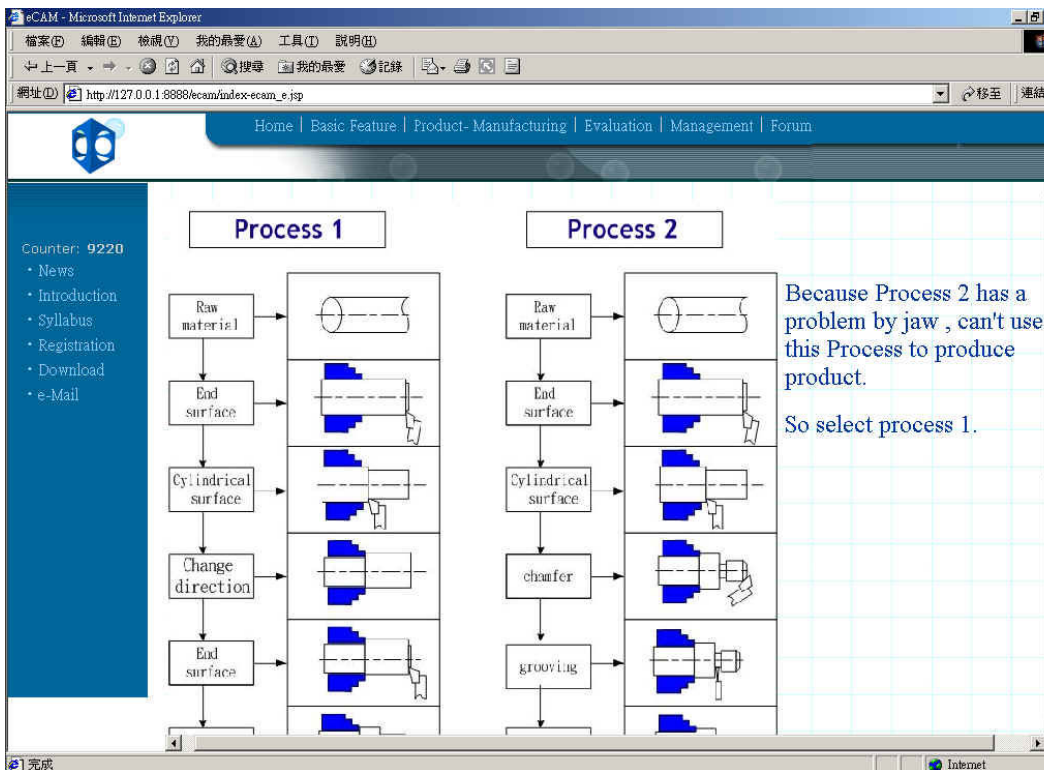 eCAM - Microsoft Internet Explorer
檔案(F) 編輯(E) 檢視(V) 我的最愛(A) 工具(T) 說明(H)
上一頁 搜尋 我的最愛 記錄
網址(D) http://127.0.0.1:8888/ecam/index-ecam_e.jsp 移至 連結
Home | Basic Feature | Product- Manufacturing | Evaluation | Management | Forum
Counter: 9220
• News
• Introduction
• Syllabus
• Registration
• Download
• e-Mail
Process 1
Raw
material
End
surface
Cylindrical
surface
Change
direction
End
surface
Process 2
Raw
material
End
surface
Cylindrical
surface
chamfer
grooving
Because Process 2 has a
problem by jaw , can't use
this Process to produce
product.
So select process 1.
完成 Internet